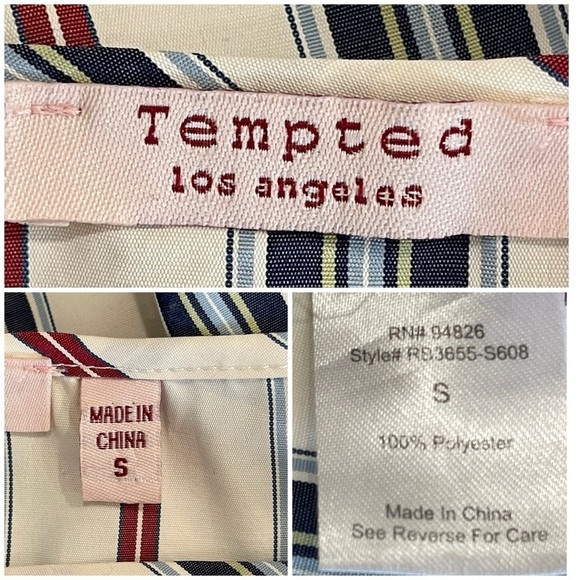 Tempted
los angeles
MADE IN
CHINA
S
RN# 94826
Style# RB3655-S608
S
100% Polyester
Made In China
See Reverse For Care